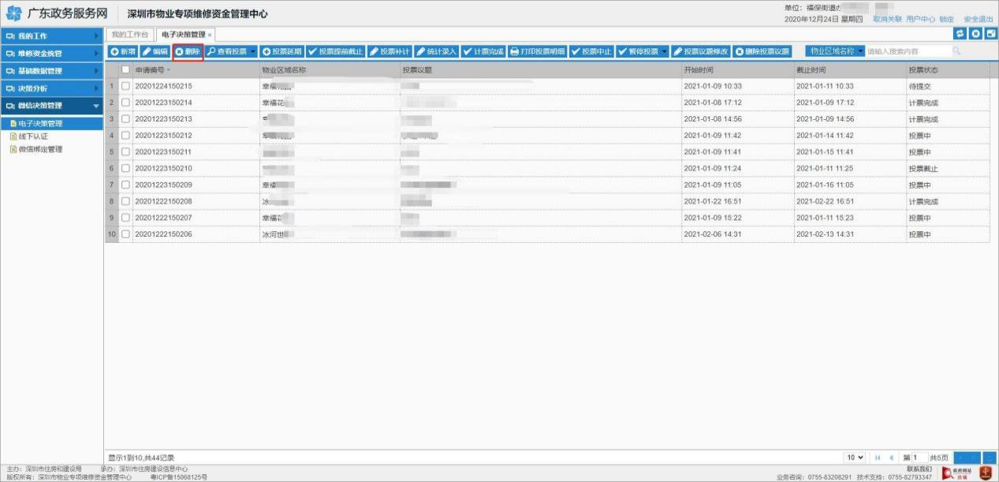 广东政务服务网 深圳市物业专项维修资金管理中心
单位：福保街道办
2020年12月24日 星期四 取消关联 用户中心 锁定 安全退出
我的工作
维修资金统管
基础数据管理
决策分析
微信决策管理
电子决策管理
线下认证
微信绑定管理
我的工作台 电子决策管理 ×
新增 编辑 删除 查看投票 投票延期 投票提前截止 投票补计 统计录入 计票完成 打印投票明细 投票中止 暂停投票 投票议题修改 删除投票议题 物业区域名称 请输入搜索内容
申请编号 物业区域名称 投票议题 开始时间 截止时间 投票状态
1 20201224150215 幸福 2021-01-09 10:33 2021-01-11 10:33 待提交
2 20201223150214 幸福花 2021-01-08 17:12 2021-01-09 17:12 计票完成
3 20201223150213 2021-01-08 14:56 2021-01-09 14:56 计票完成
4 20201223150212 2021-01-09 11:42 2021-01-14 11:42 投票中
5 20201223150211 2021-01-09 11:41 2021-01-15 11:41 投票中
6 20201223150210 2021-01-09 11:24 2021-01-11 11:25 投票截止
7 20201223150209 幸福 2021-01-09 11:05 2021-01-16 11:05 投票中
8 20201222150208 冰 2021-01-22 16:51 2021-02-22 16:51 计票完成
9 20201222150207 幸福花 2021-01-09 15:22 2021-01-11 15:23 投票中
10 20201222150206 冰河世 2021-02-06 14:31 2021-02-13 14:31 投票中
显示1到10,共44记录 10 第 1 共5页
主办：深圳市住房和建设局 承办：深圳市住房建设信息中心
版权所有：深圳市物业专项维修资金管理中心 粤ICP备15068125号
联系我们
业务咨询：0755-83208291 技术支持：0755-82793347
政府网站
找错